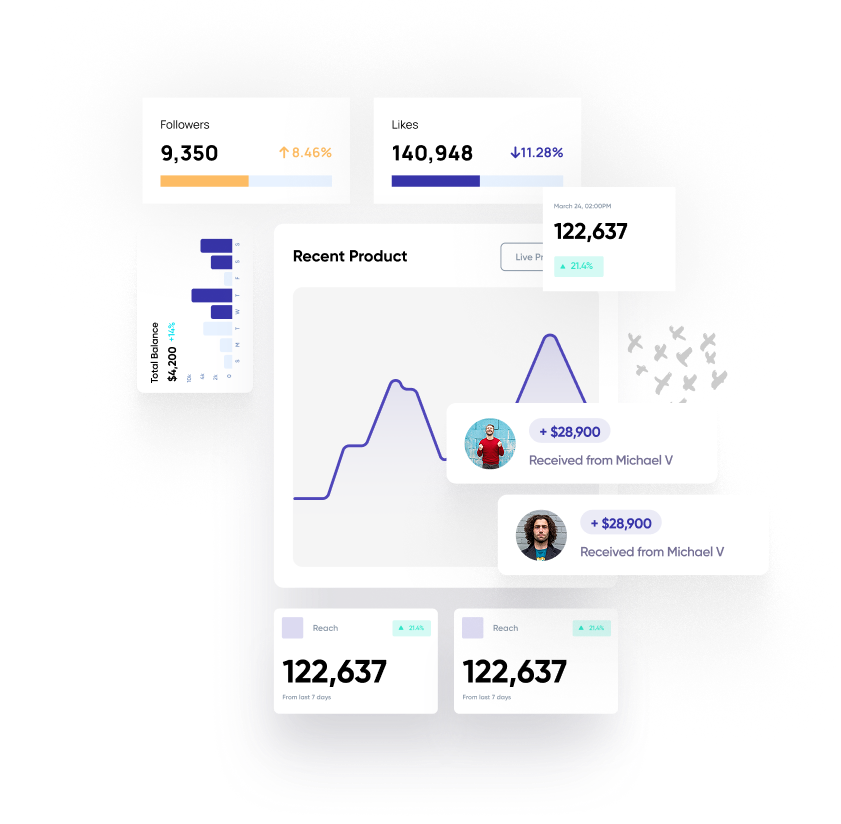 Followers
9,350
8.46%
Likes
140,948
11.28%
March 24, 02:00PM
122,637
21.4%
Recent Product
Live Pr
Total Balance
$4,200 +14%
10k
4k
2k
0
S
M
T
W
T
F
S
S
+ $28,900
Received from Michael V
+ $28,900
Received from Michael V
Reach
21.4%
122,637
From last 7 days
Reach
21.4%
122,637
From last 7 days